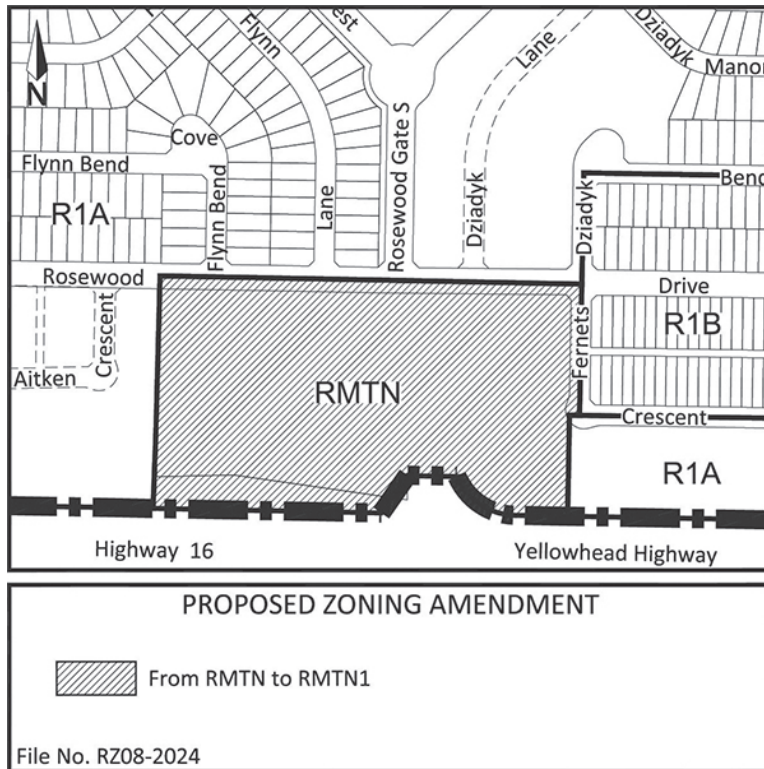 Flynn
est
Lane
Dziadyk
Manor
N
Cove
Flynn Bend
R1A
Flynn Bend
Lane
Rosewood Gate S
Dziadyk
Dziadyk
Bend
Rosewood
Drive
Crescent
Aitken
RMTN
Fernets
R1B
Crescent
R1A
Highway 16
Yellowhead Highway
PROPOSED ZONING AMENDMENT
From RMTN to RMTN1
File No. RZ08-2024